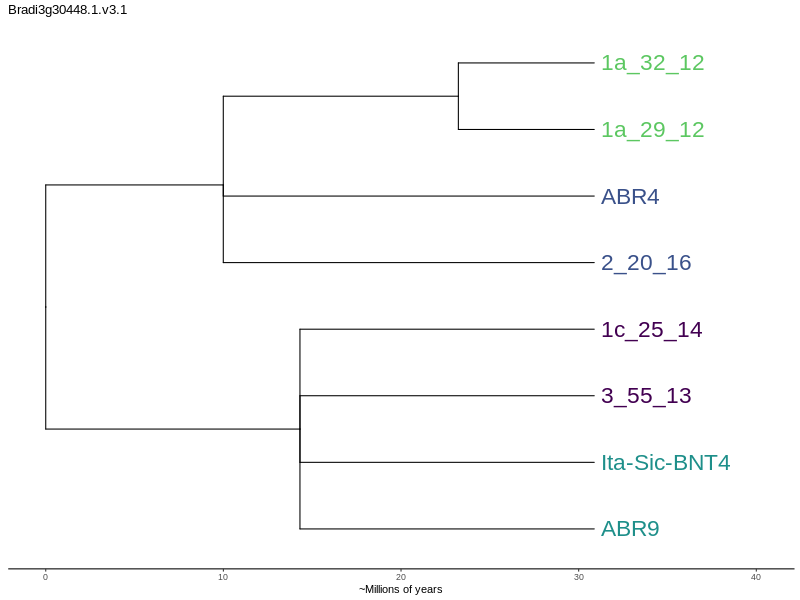 Bradi3g30448.1.v3.1
1a_32_12
1a_29_12
ABR4
2_20_16
1c_25_14
3_55_13
Ita-Sic-BNT4
ABR9
0 10 20 30 40
~Millions of years